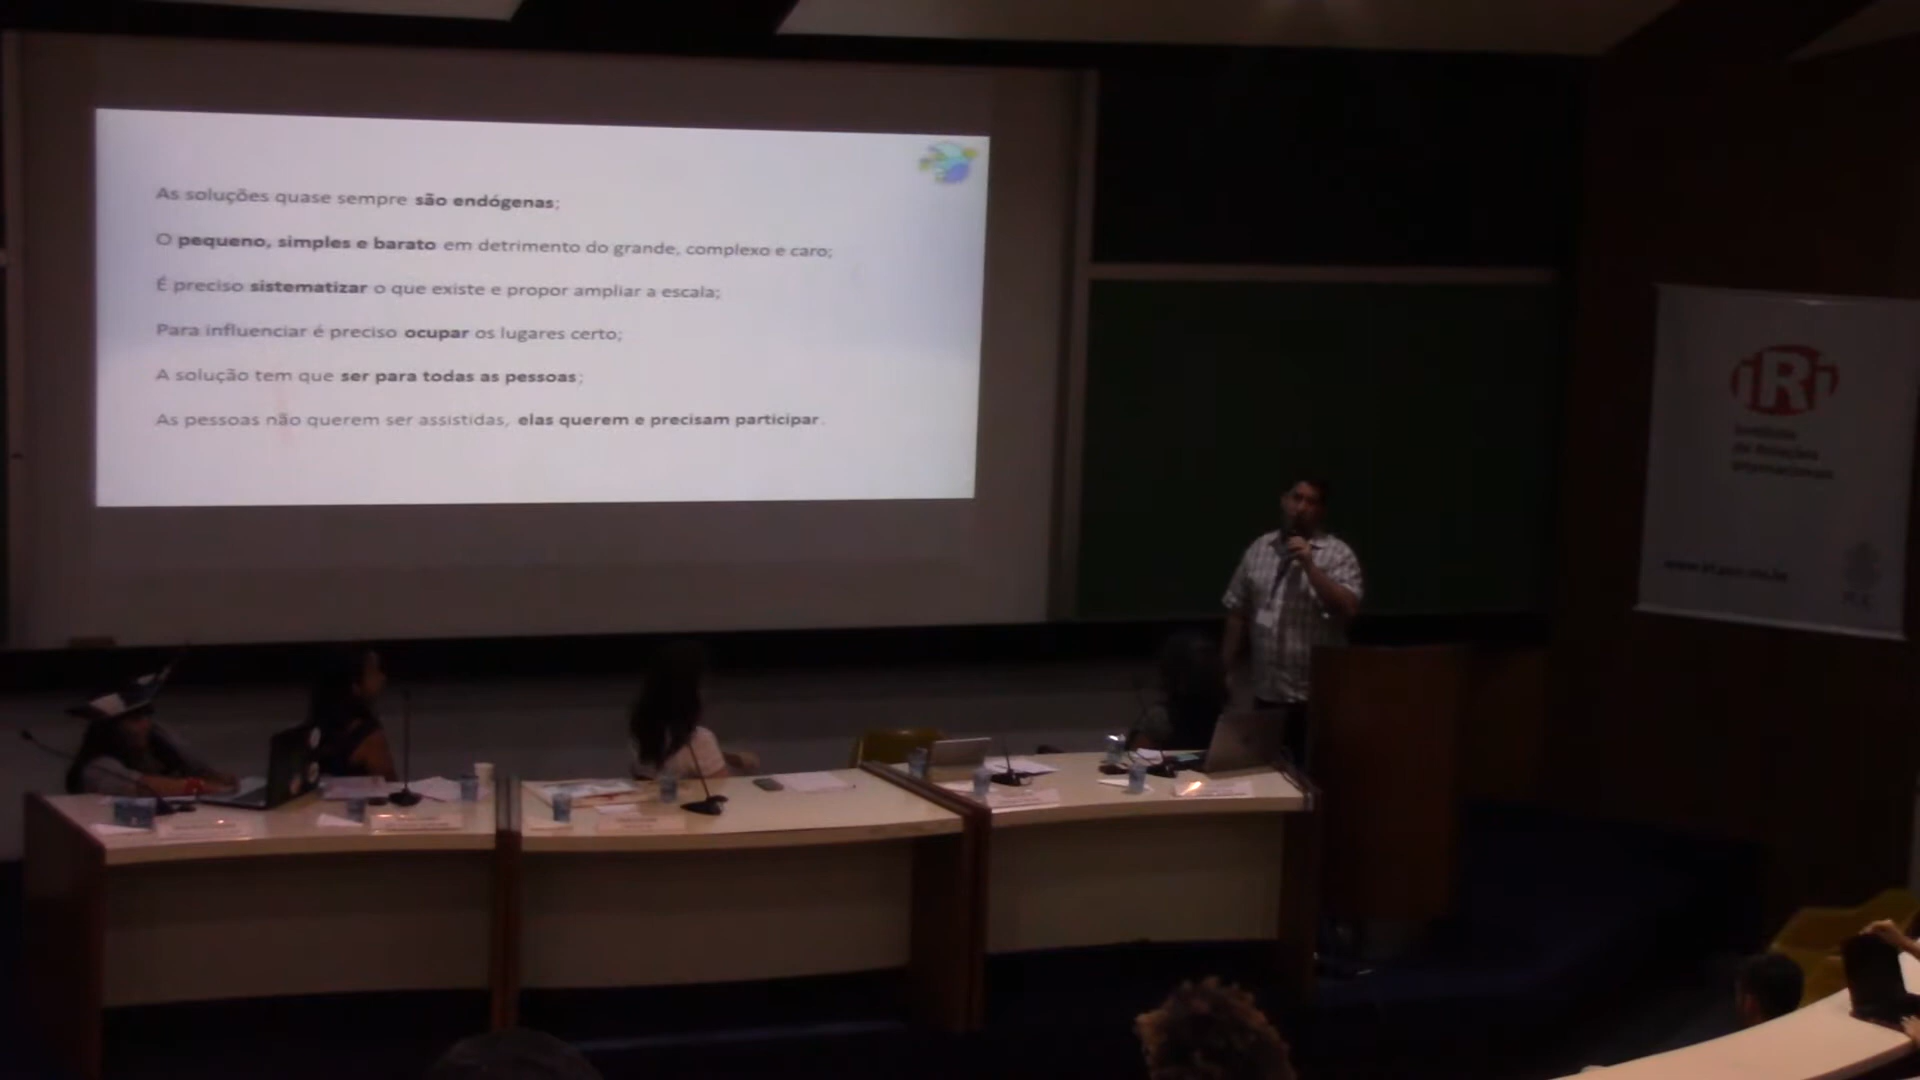 As soluções quase sempre são endógenas;
O pequeno, simples e barato em detrimento do grande, complexo e caro;
É preciso sistematizar o que existe e propor ampliar a escala;
Para influenciar é preciso ocupar os lugares certo;
A solução tem que ser para todas as pessoas;
As pessoas não querem ser assistidas, elas querem e precisam participar.
iRi